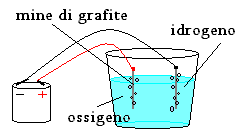 mine di grafite
idrogeno
- +
ossigeno